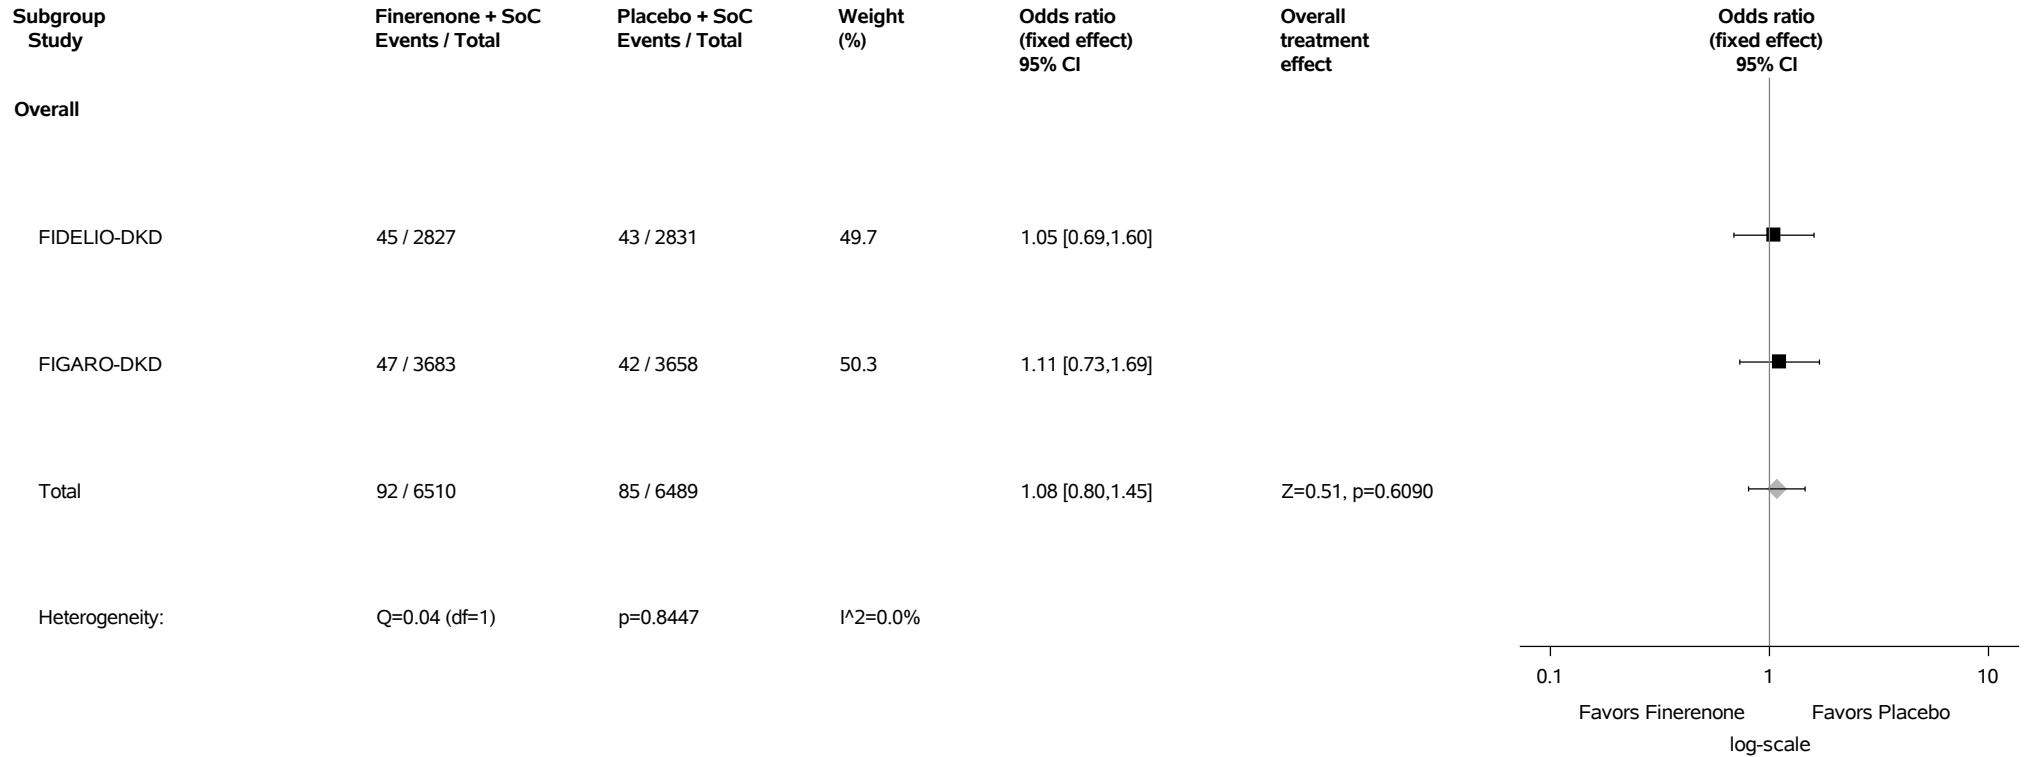 Subgroup Finerenone + SoC Placebo + SoC Weight Odds ratio Overall Odds ratio
Study Events / Total Events / Total (%) (fixed effect) treatment (fixed effect)
95% CI effect 95% CI
Overall
FIDELIO-DKD 45 / 2827 43 / 2831 49.7 1.05 [0.69,1.60]
FIGARO-DKD 47 / 3683 42 / 3658 50.3 1.11 [0.73,1.69]
Total 92 / 6510 85 / 6489 1.08 [0.80,1.45] Z=0.51, p=0.6090
Heterogeneity: Q=0.04 (df=1) p=0.8447 I^2=0.0%
0.1 1 10
Favors Finerenone Favors Placebo
log-scale